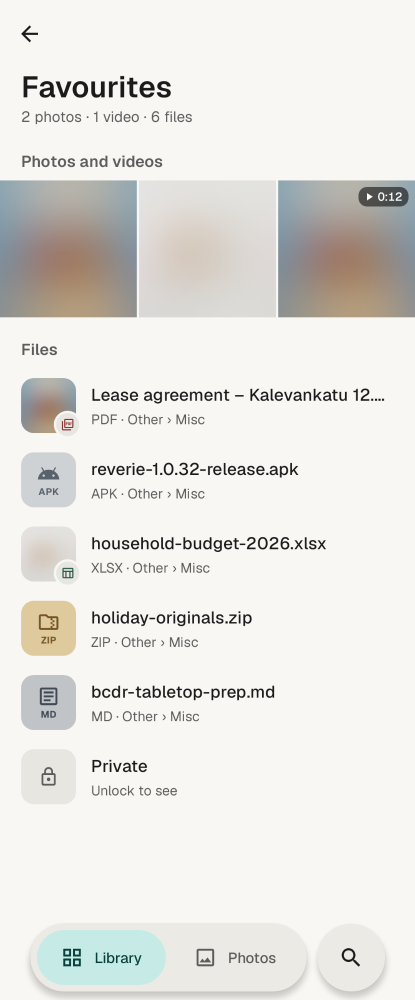 Favourites
2 photos · 1 video · 6 files
Photos and videos
0:12
Files
Lease agreement – Kalevankatu 12.…
PDF · Other › Misc
reverie-1.0.32-release.apk
APK
APK · Other › Misc
household-budget-2026.xlsx
XLSX · Other › Misc
holiday-originals.zip
ZIP
ZIP · Other › Misc
bcdr-tabletop-prep.md
MD
MD · Other › Misc
Private
Unlock to see
Library
Photos